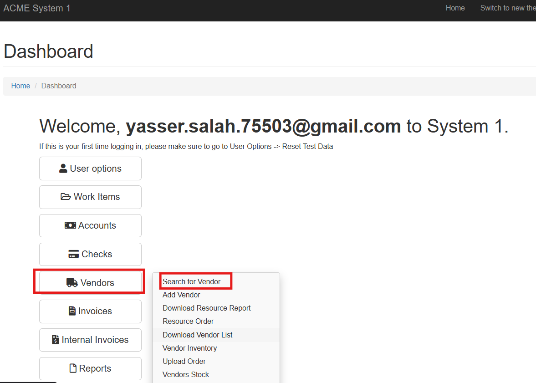 ACME System 1
Home Switch to new the
Dashboard
Home / Dashboard
Welcome, yasser.salah.75503@gmail.com to System 1.
If this is your first time logging in, please make sure to go to User Options -> Reset Test Data
User options
Work Items
Accounts
Checks
Vendors
Search for Vendor
Add Vendor
Download Resource Report
Resource Order
Download Vendor List
Vendor Inventory
Upload Order
Vendors Stock
Invoices
Internal Invoices
Reports